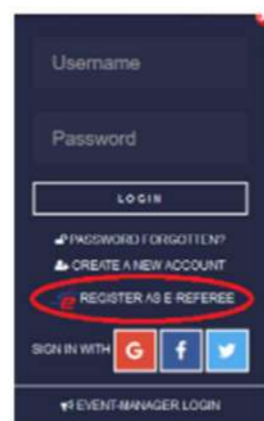 Username
Password
LOGIN
PASSWORD FORGOTTEN?
CREATE A NEW ACCOUNT
e REGISTER AS E-REFEREE
SIGN IN WITH G f
EVENT-MANAGER LOGIN